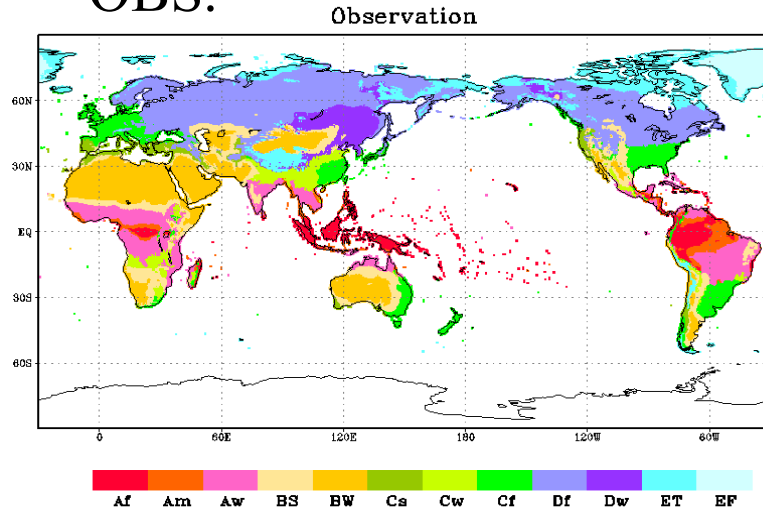 OBS.
Observation
60N
30N
EQ
30S
60S
0 60E 120E 180 120W 60W
Af Am Aw BS BW Cs Cw Cf Df Dw ET EF